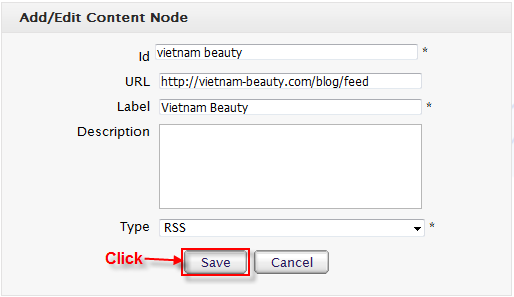 Add/Edit Content Node
Id vietnam beauty *
URL http://vietnam-beauty.com/blog/feed
Label Vietnam Beauty *
Description
Type RSS *
Click Save Cancel